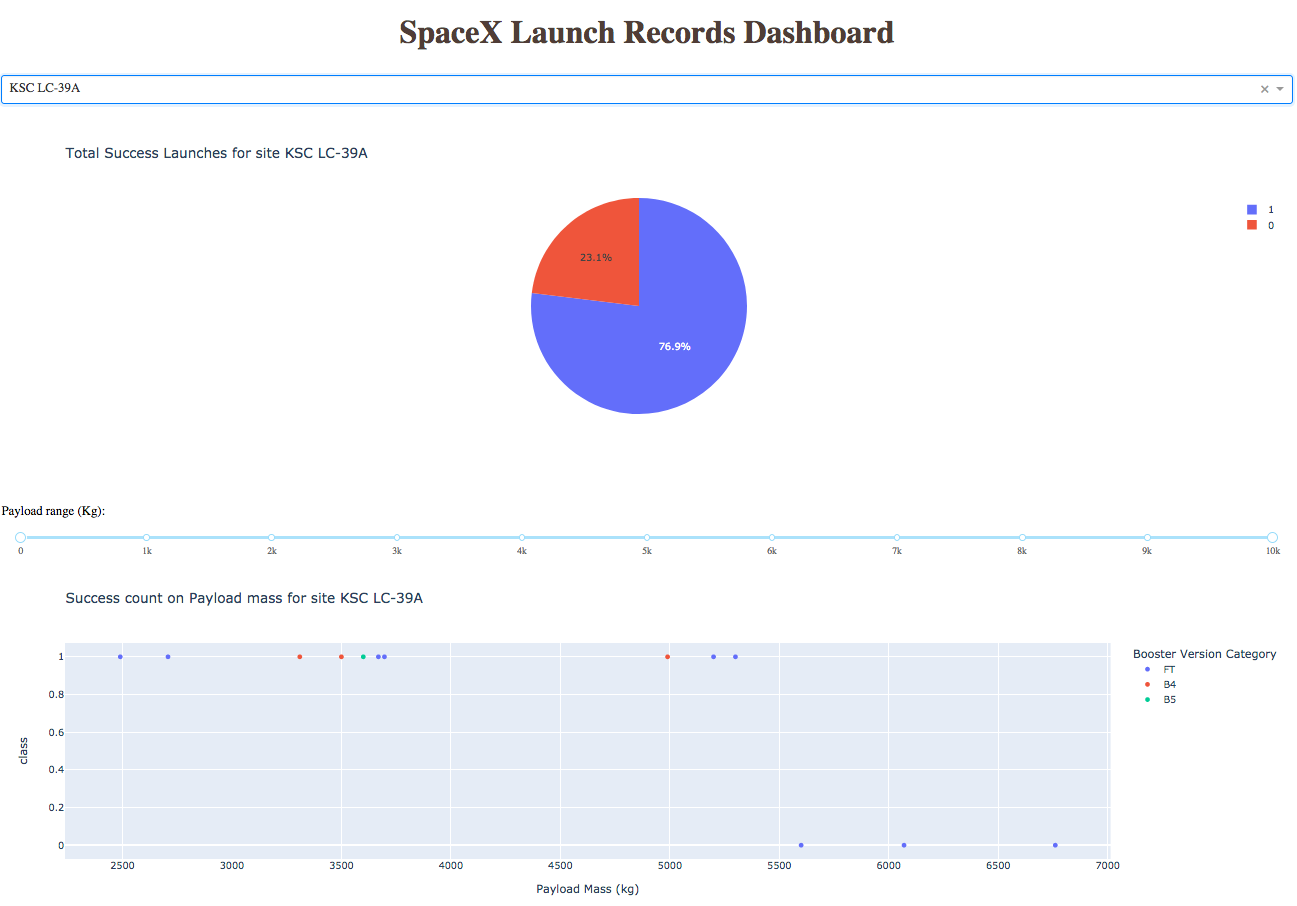 SpaceX Launch Records Dashboard
KSC LC-39A
Total Success Launches for site KSC LC-39A
1
0
23.1%
76.9%
Payload range (Kg):
0 1k 2k 3k 4k 5k 6k 7k 8k 9k 10k
Success count on Payload mass for site KSC LC-39A
Booster Version Category
FT
B4
B5
1
0.8
0.6
0.4
0.2
0
class
2500 3000 3500 4000 4500 5000 5500 6000 6500 7000
Payload Mass (kg)